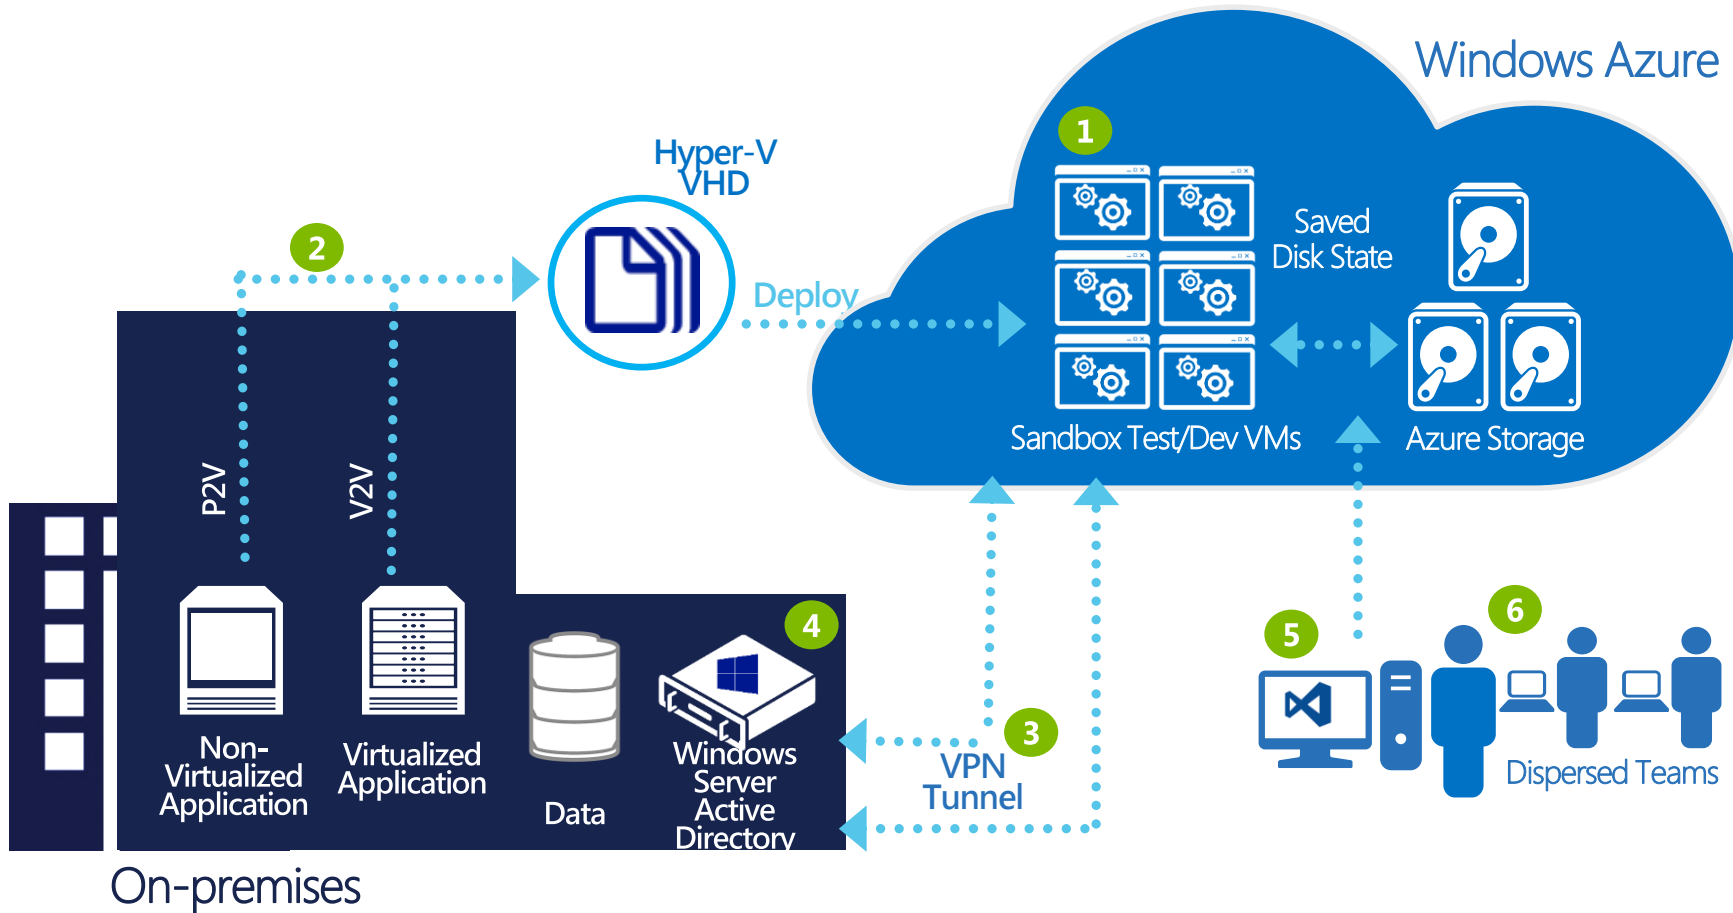 Windows Azure
1
Hyper-V
VHD
2
Saved
Disk State
Deploy
Sandbox Test/Dev VMs
Azure Storage
P2V
V2V
4
5
6
3
Non-
Virtualized
Application
Virtualized
Application
Data
Windows
Server
Active
Directory
VPN
Tunnel
Dispersed Teams
On-premises